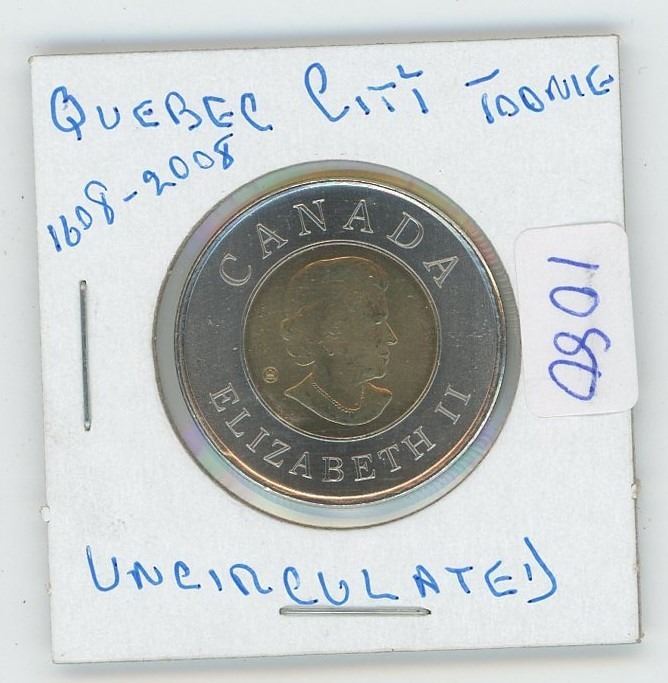 QUEBEC CITY TOONIE
1608-2008
CANADA
ELIZABETH II
1080
UNCIRCULATED